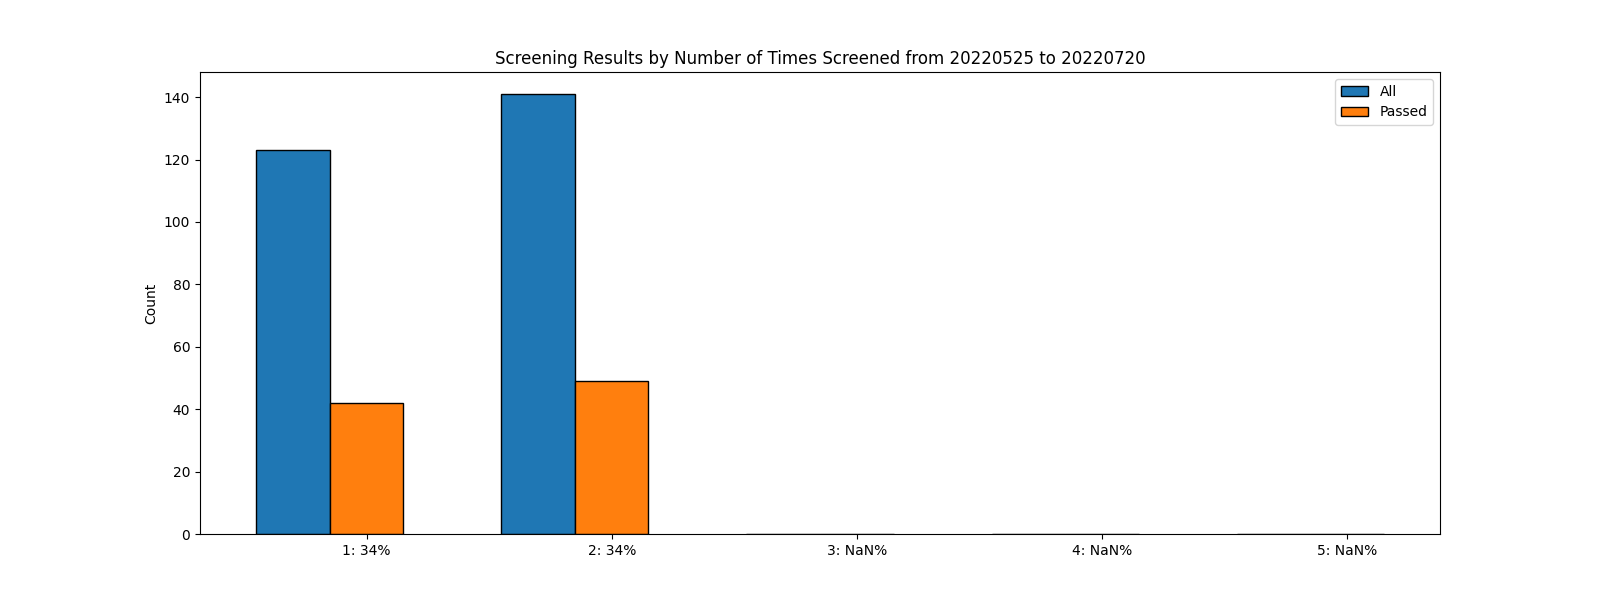 Screening Results by Number of Times Screened from 20220525 to 20220720
All
Passed
Count
140
120
100
80
60
40
20
0
1: 34%
2: 34%
3: NaN%
4: NaN%
5: NaN%